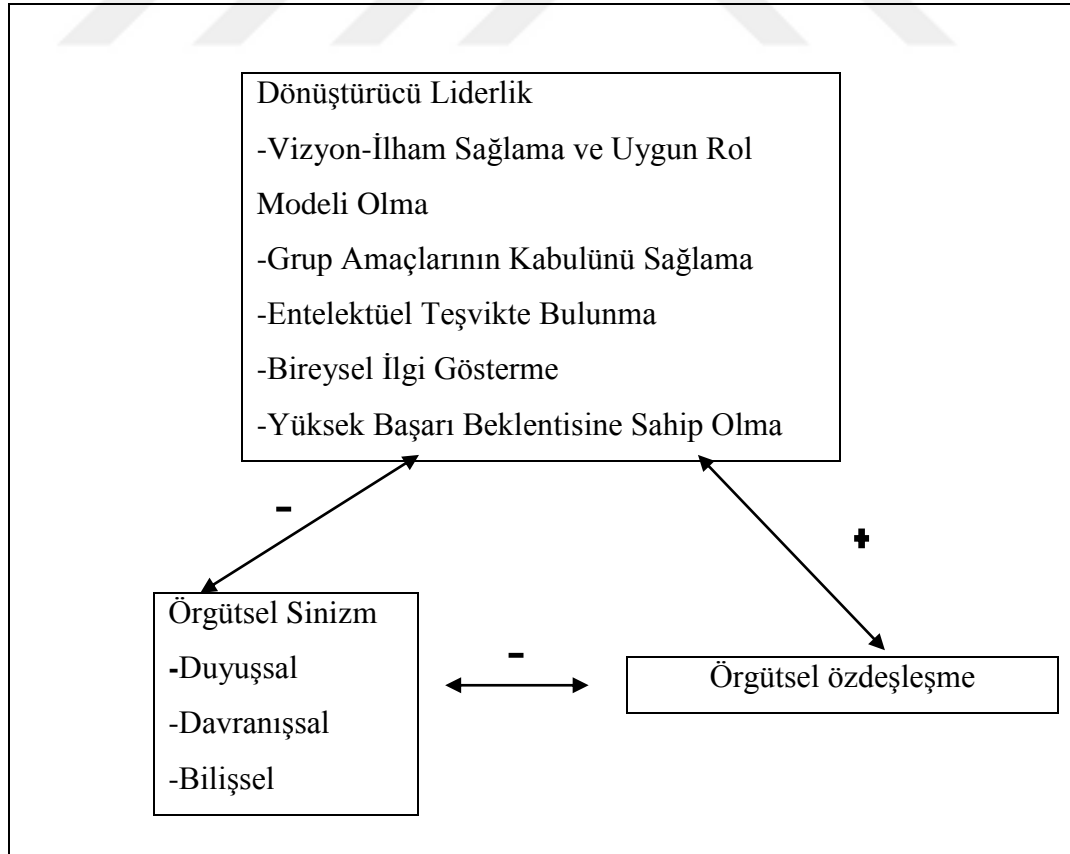 Dönüştürücü Liderlik
-Vizyon-İlham Sağlama ve Uygun Rol
Modeli Olma
-Grup Amaçlarının Kabulünü Sağlama
-Entelektüel Teşvikte Bulunma
-Bireysel İlgi Gösterme
-Yüksek Başarı Beklentisine Sahip Olma
-
+
Örgütsel Sinizm
-Duyuşsal
-Davranışsal
-Bilişsel
-
Örgütsel özdeşleşme